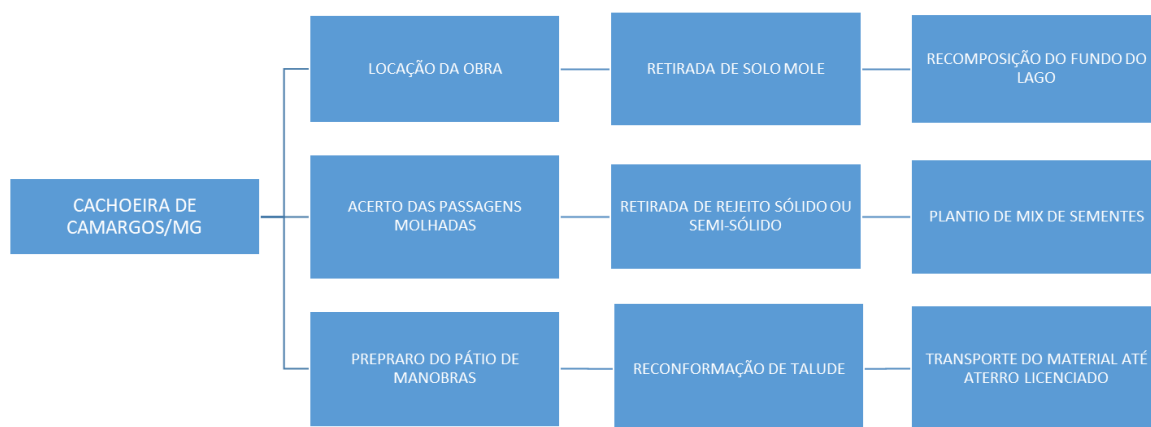 LOCAÇÃO DA OBRA
RETIRADA DE SOLO MOLE
RECOMPOSIÇÃO DO FUNDO DO
LAGO
CACHOEIRA DE
CAMARGOS/MG
ACERTO DAS PASSAGENS
MOLHADAS
RETIRADA DE REJEITO SÓLIDO OU
SEMI-SÓLIDO
PLANTIO DE MIX DE SEMENTES
PREPRARO DO PÁTIO DE
MANOBRAS
RECONFORMAÇÃO DE TALUDE
TRANSPORTE DO MATERIAL ATÉ
ATERRO LICENCIADO